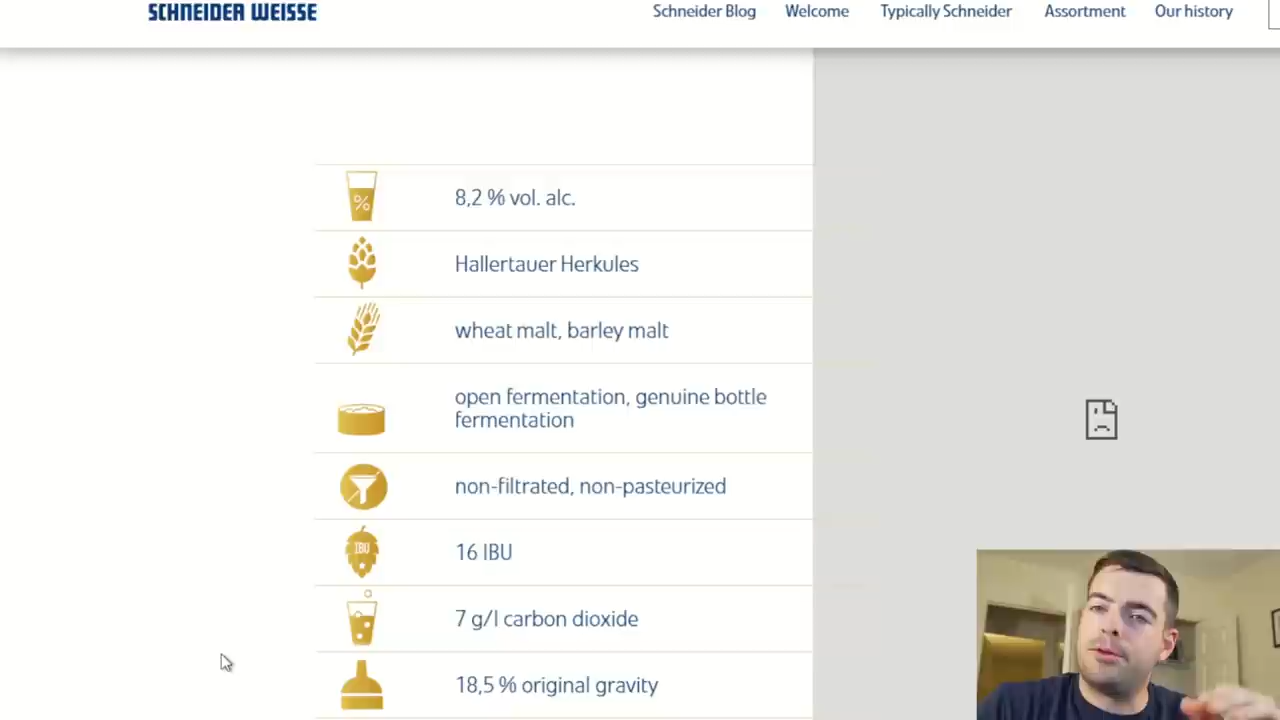 SCHNEIDER WEISSE
Schneider Blog Welcome Typically Schneider Assortment Our history
%
8,2 % vol. alc.
Hallertauer Herkules
wheat malt, barley malt
open fermentation, genuine bottle
fermentation
non-filtrated, non-pasteurized
IBU
16 IBU
7 g/l carbon dioxide
18,5 % original gravity